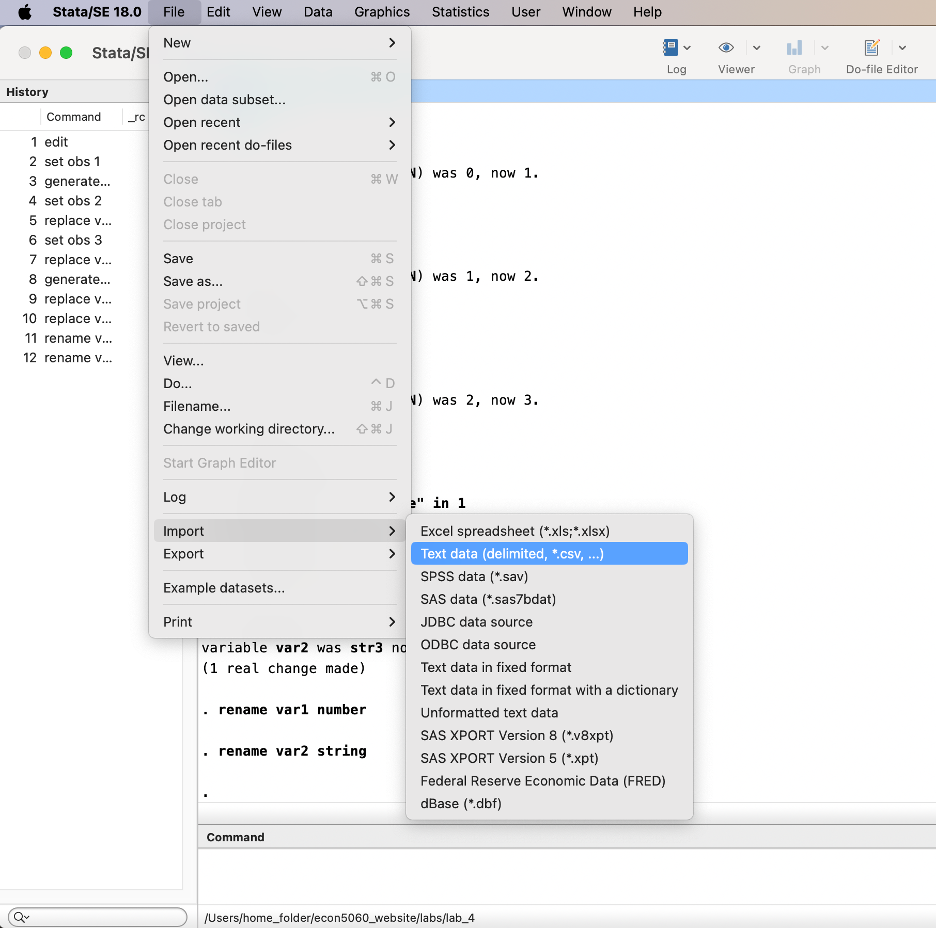 Stata/SE 18.0 File Edit View Data Graphics Statistics User Window Help
Stata/SE
Log Viewer Graph Do-file Editor
History
Command _rc
1 edit
2 set obs 1
3 generate...
4 set obs 2
5 replace v...
6 set obs 3
7 replace v...
8 generate...
9 replace v...
10 replace v...
11 rename v...
12 rename v...
New
Open... ⌘ O
Open data subset...
Open recent
Open recent do-files
Close ⌘ W
Close tab
Close project
Save ⌘ S
Save as... ⇧⌘ S
Save project ⌥⌘ S
Revert to saved
View...
Do... ^ D
Filename... ⌘ J
Change working directory... ⇧⌘ J
Start Graph Editor
Log
Import
Export
Example datasets...
Print
Excel spreadsheet (*.xls;*.xlsx)
Text data (delimited, *.csv, ...)
SPSS data (*.sav)
SAS data (*.sas7bdat)
JDBC data source
ODBC data source
Text data in fixed format
Text data in fixed format with a dictionary
Unformatted text data
SAS XPORT Version 8 (*.v8xpt)
SAS XPORT Version 5 (*.xpt)
Federal Reserve Economic Data (FRED)
dBase (*.dbf)
N) was 0, now 1.
N) was 1, now 2.
N) was 2, now 3.
e" in 1
variable var2 was str3 no
(1 real change made)
. rename var1 number
. rename var2 string
.
Command
/Users/home_folder/econ5060_website/labs/lab_4